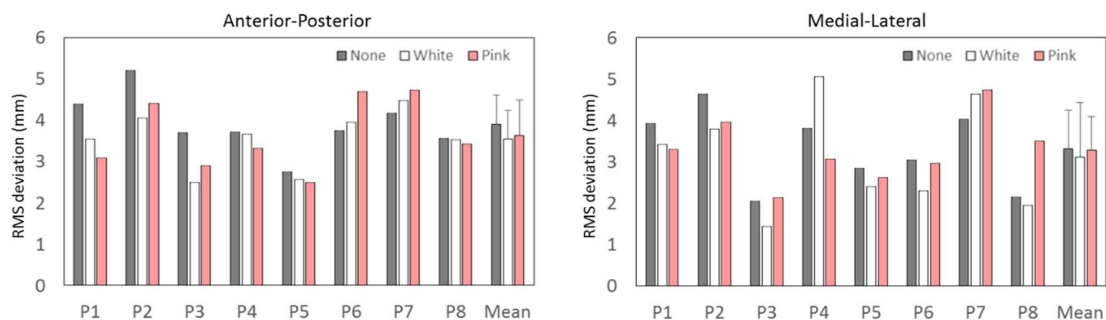 Anterior-Posterior
RMS deviation (mm)
6
5
4
3
2
1
0
None White Pink
P1 P2 P3 P4 P5 P6 P7 P8 Mean
Medial-Lateral
RMS deviation (mm)
6
5
4
3
2
1
0
None White Pink
P1 P2 P3 P4 P5 P6 P7 P8 Mean